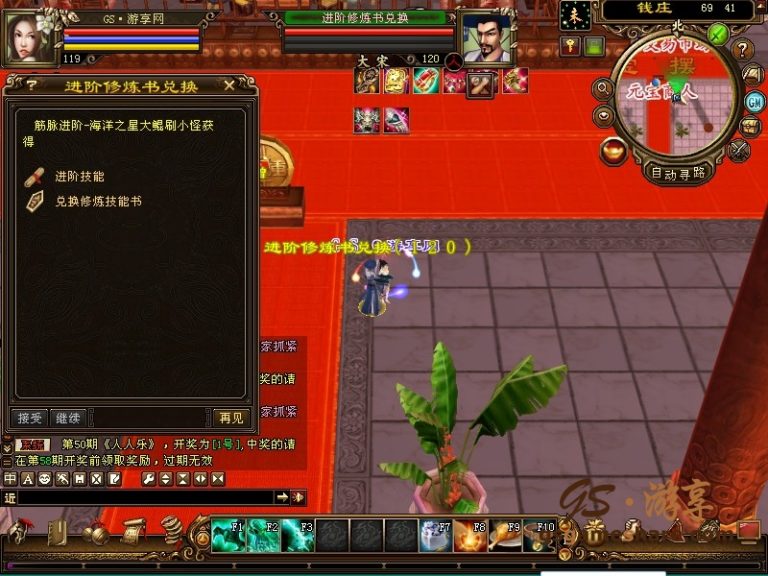 GS·游享网
119
进阶修炼书兑换
大宋
120
钱庄 69 41
北
元宝商人
摆
GM
自动寻路
进阶修炼书兑换
筋脉进阶-海洋之星大鲲刷小怪获
得
进阶技能
兑换修炼技能书
接受 继续 再见
进阶修炼书兑换(120)
家抓紧
奖的请
家抓紧
第50期《人人乐》，开奖为[1号],中奖的请
在第58期开奖前领取奖励，过期无效
近
F1 F2 F3 F7 F8 F9 F10
GS·游享